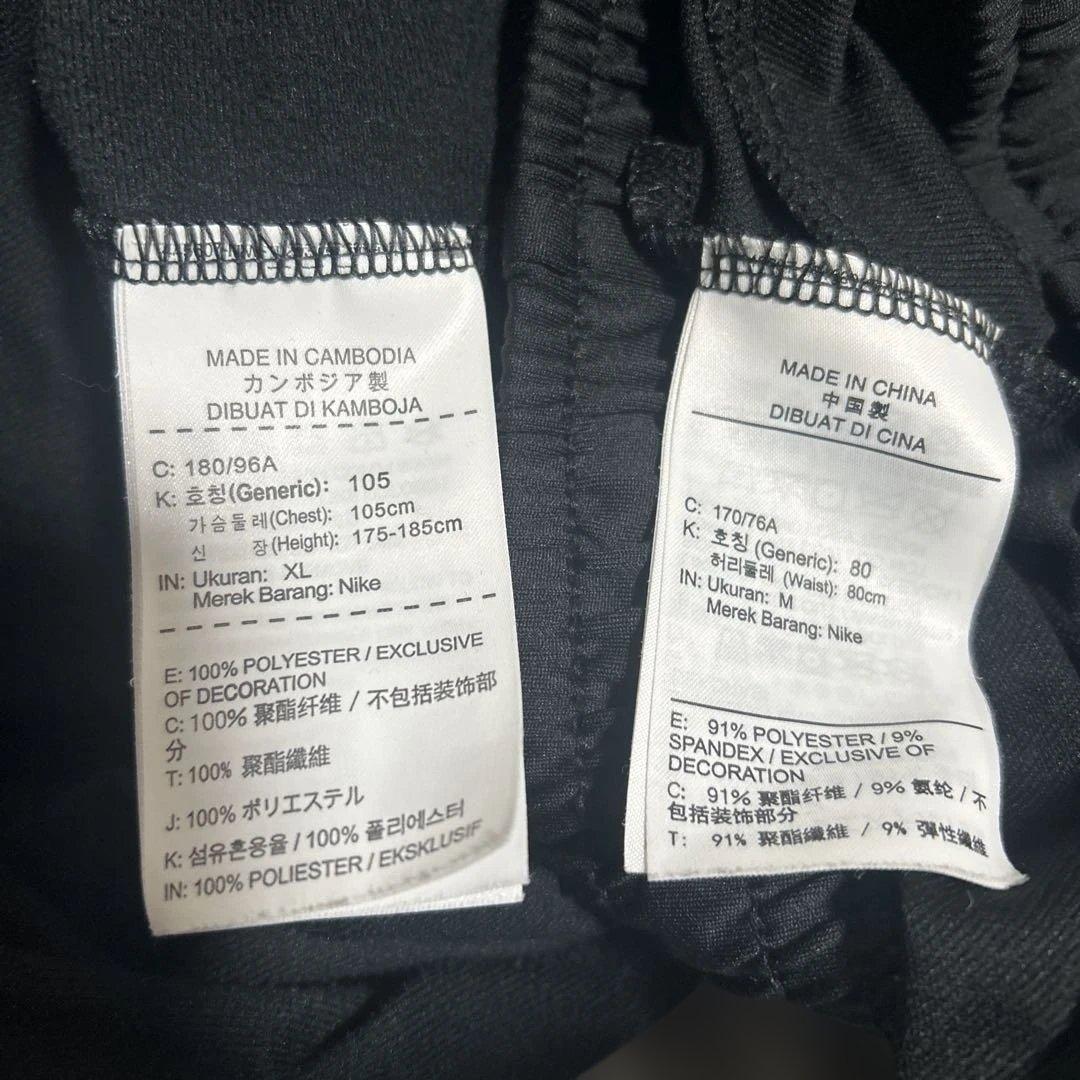 MADE IN CAMBODIA
カンボジア製
DIBUAT DI KAMBOJA
C: 180/96A
K: 호칭(Generic): 105
가슴둘레(Chest): 105cm
신 장(Height): 175-185cm
IN: Ukuran: XL
Merek Barang: Nike
E: 100% POLYESTER / EXCLUSIVE
OF DECORATION
C: 100% 聚酯纤维 / 不包括装饰部
分
T: 100% 聚酯纖維
J: 100% ポリエステル
K: 섬유혼용율 / 100% 폴리에스터
IN: 100% POLIESTER / EKSKLUSIF
MADE IN CHINA
中国製
DIBUAT DI CINA
C: 170/76A
K: 호칭 (Generic): 80
허리둘레 (Waist): 80cm
IN: Ukuran: M
Merek Barang: Nike
E: 91% POLYESTER / 9%
SPANDEX / EXCLUSIVE OF
DECORATION
C: 91% 聚酯纤维 / 9% 氨纶 / 不
包括装饰部分
T: 91% 聚酯纖維 / 9% 彈性纖維